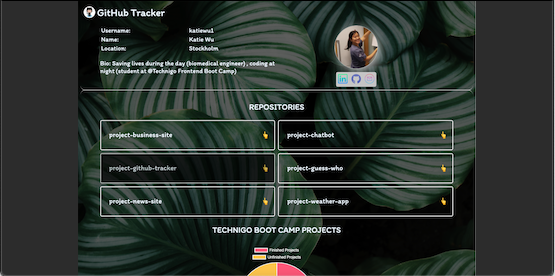 GitHub Tracker
Username: katiewu1
Name: Katie Wu
Location: Stockholm
Bio: Saving lives during the day (biomedical engineer) , coding at
night (student at @Technigo Frontend Boot Camp)
REPOSITORIES
project-business-site
project-chatbot
project-github-tracker
project-guess-who
project-news-site
project-weather-app
TECHNIGO BOOT CAMP PROJECTS
Finished Projects
Unfinished Projects